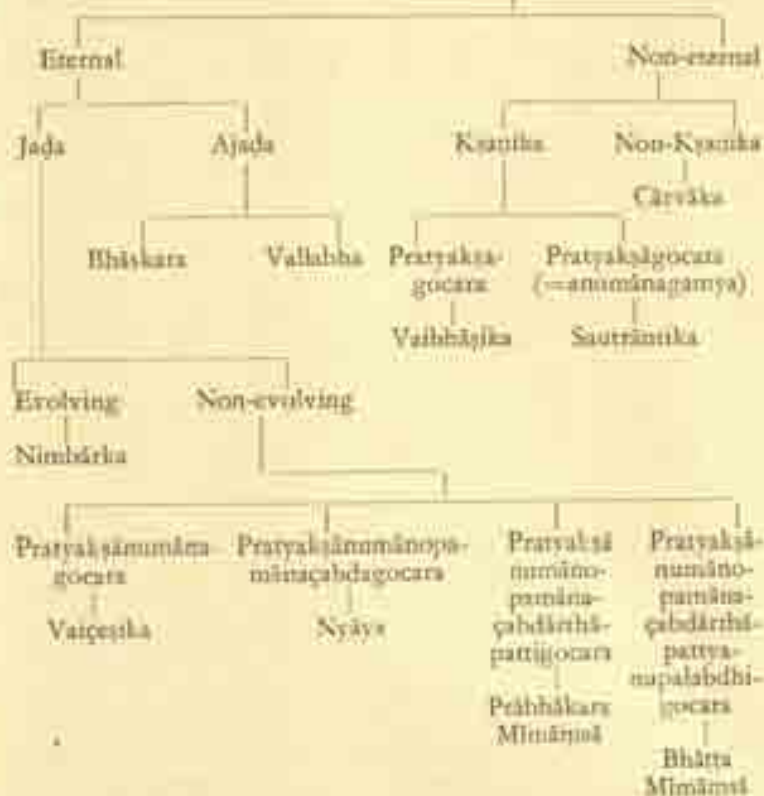 Eternal Non-eternal
Jaḍa Ajaḍa Kṣaṇika Non-Kṣaṇika
Cārvāka
Bhāskara Vallabha Pratyakṣa- Pratyakṣāgocara
gocara (=anumānagamya)
Vaibhāṣika Sautrāntika
Evolving Non-evolving
Nimbārka
Pratyakṣānumāna Pratyakṣānumānopa- Pratyakṣā Pratyakṣā-
gocara mānaçabdagocara numāno- numāno-
Vaiçeṣika Nyāya pamāna- pamāna-
çabdārthā- çabdārthā-
pattigocara pattya-
nupalabdhi-
Prābhākara gocara
Mīmāṃsā
Bhāṭṭa
Mīmāṃsā